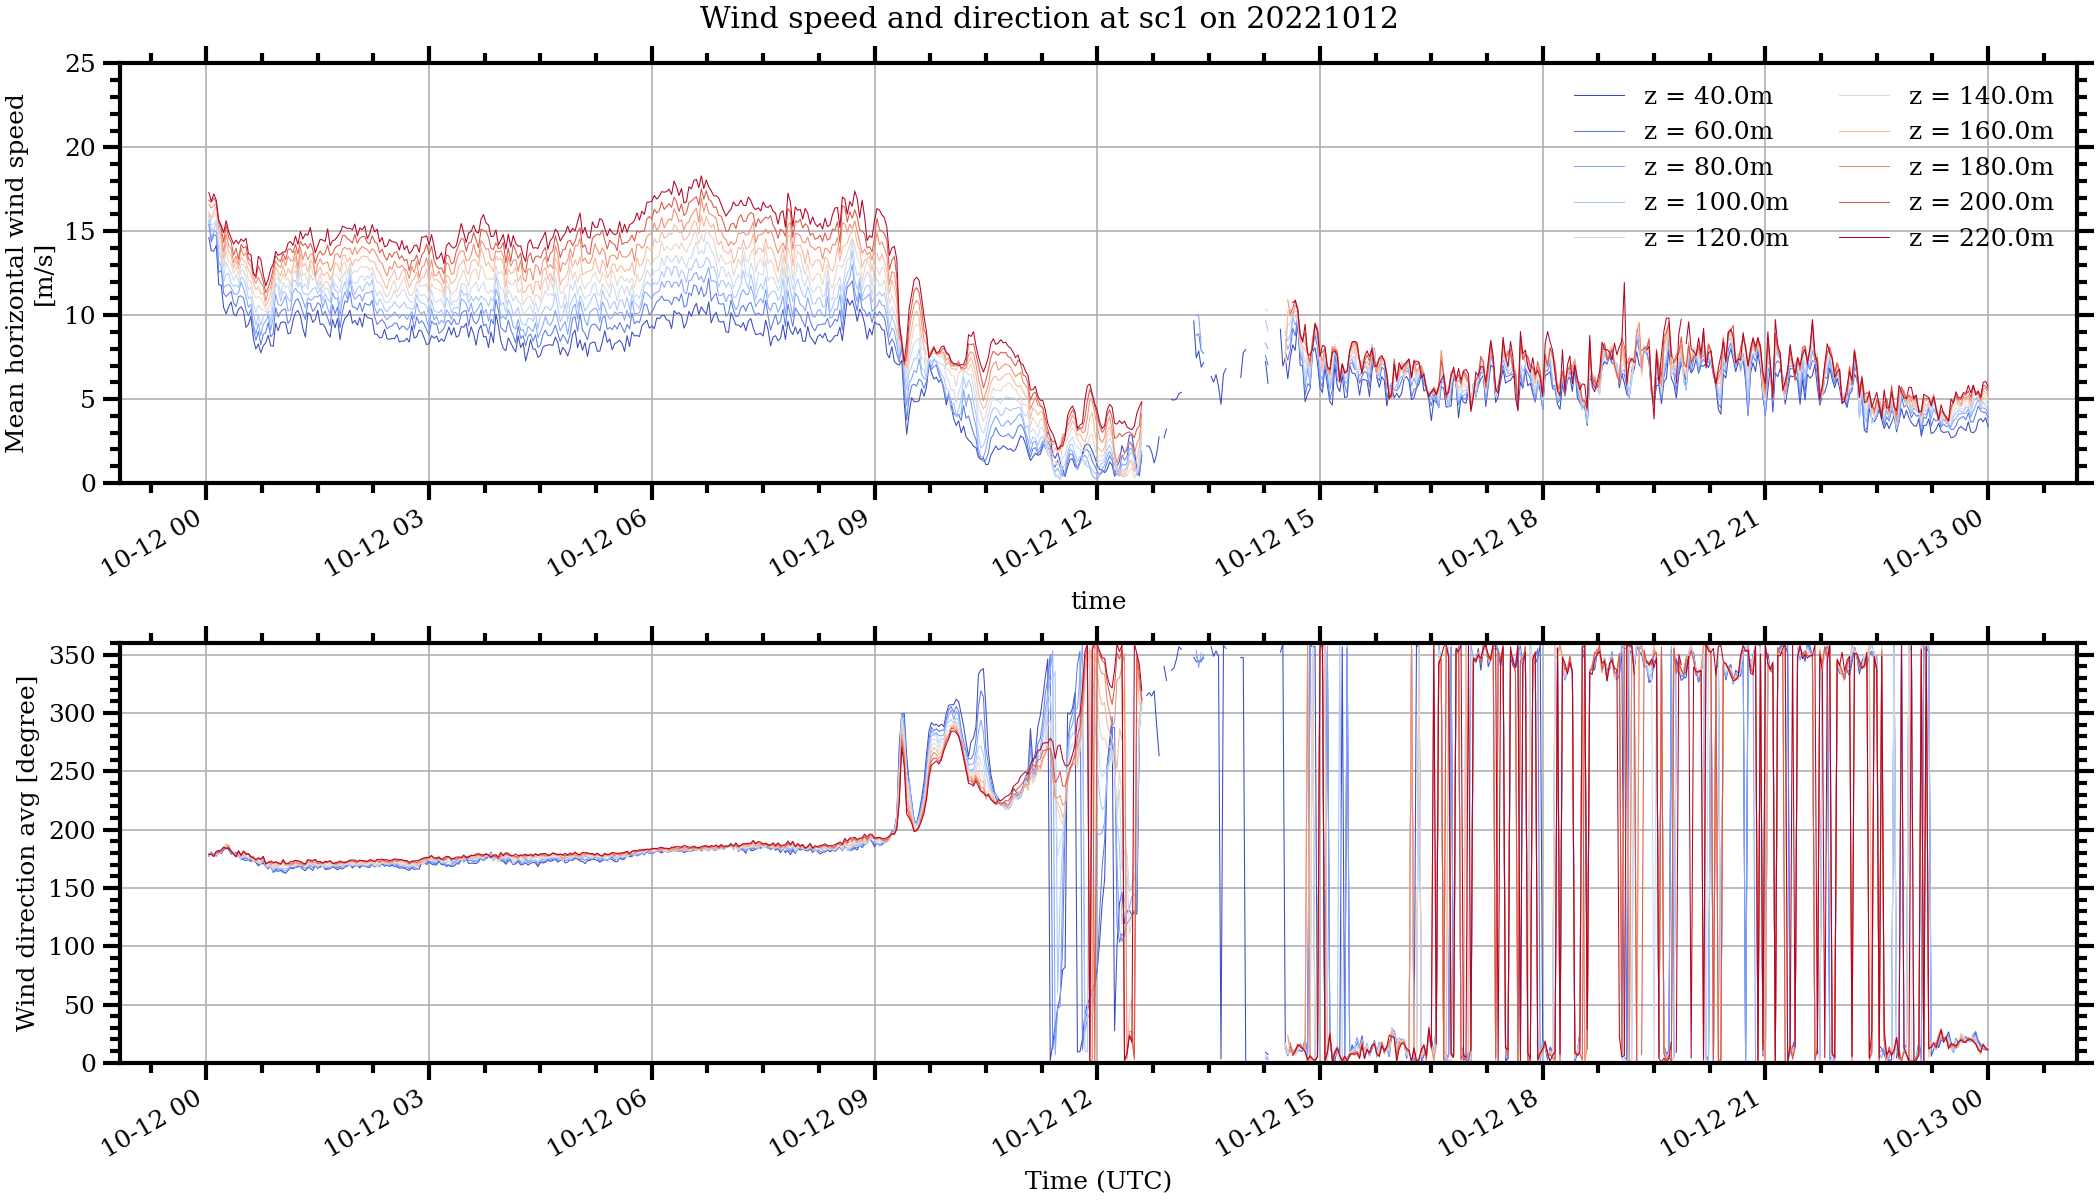 Wind speed and direction at sc1 on 20221012
Mean horizontal wind speed
[m/s]
25
20
15
10
5
0
z = 40.0m
z = 60.0m
z = 80.0m
z = 100.0m
z = 120.0m
z = 140.0m
z = 160.0m
z = 180.0m
z = 200.0m
z = 220.0m
10-12 00
10-12 03
10-12 06
10-12 09
10-12 12
10-12 15
10-12 18
10-12 21
10-13 00
time
Wind direction avg [degree]
350
300
250
200
150
100
50
0
10-12 00
10-12 03
10-12 06
10-12 09
10-12 12
10-12 15
10-12 18
10-12 21
10-13 00
Time (UTC)